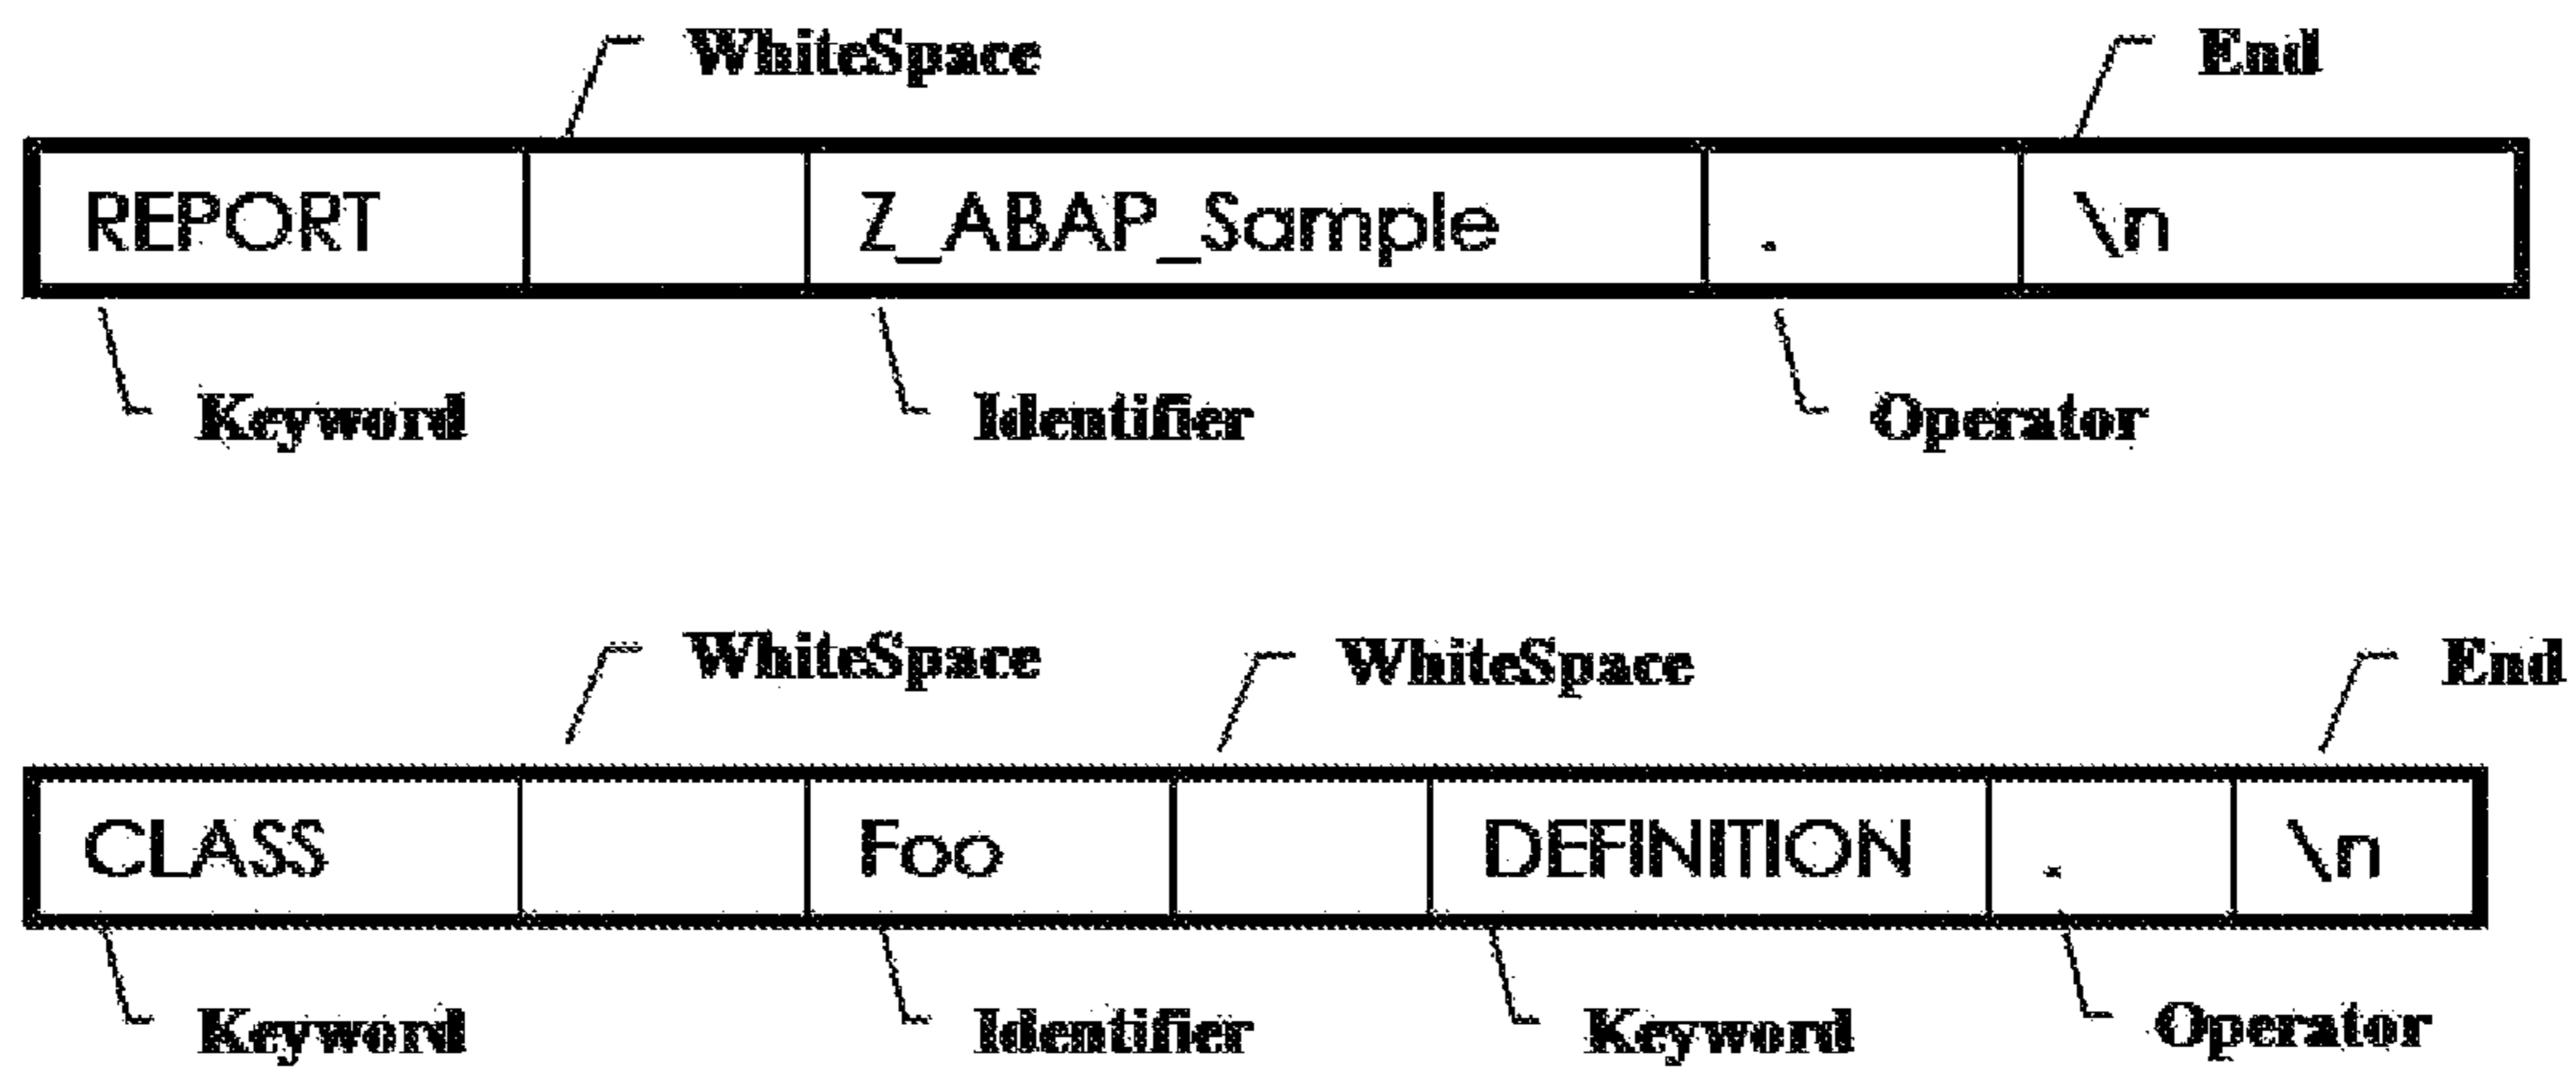 WhiteSpace End
REPORT Z_ABAP_Sample . \n
Keyword Identifier Operator
WhiteSpace WhiteSpace End
CLASS Foo DEFINITION . \n
Keyword Identifier Keyword Operator